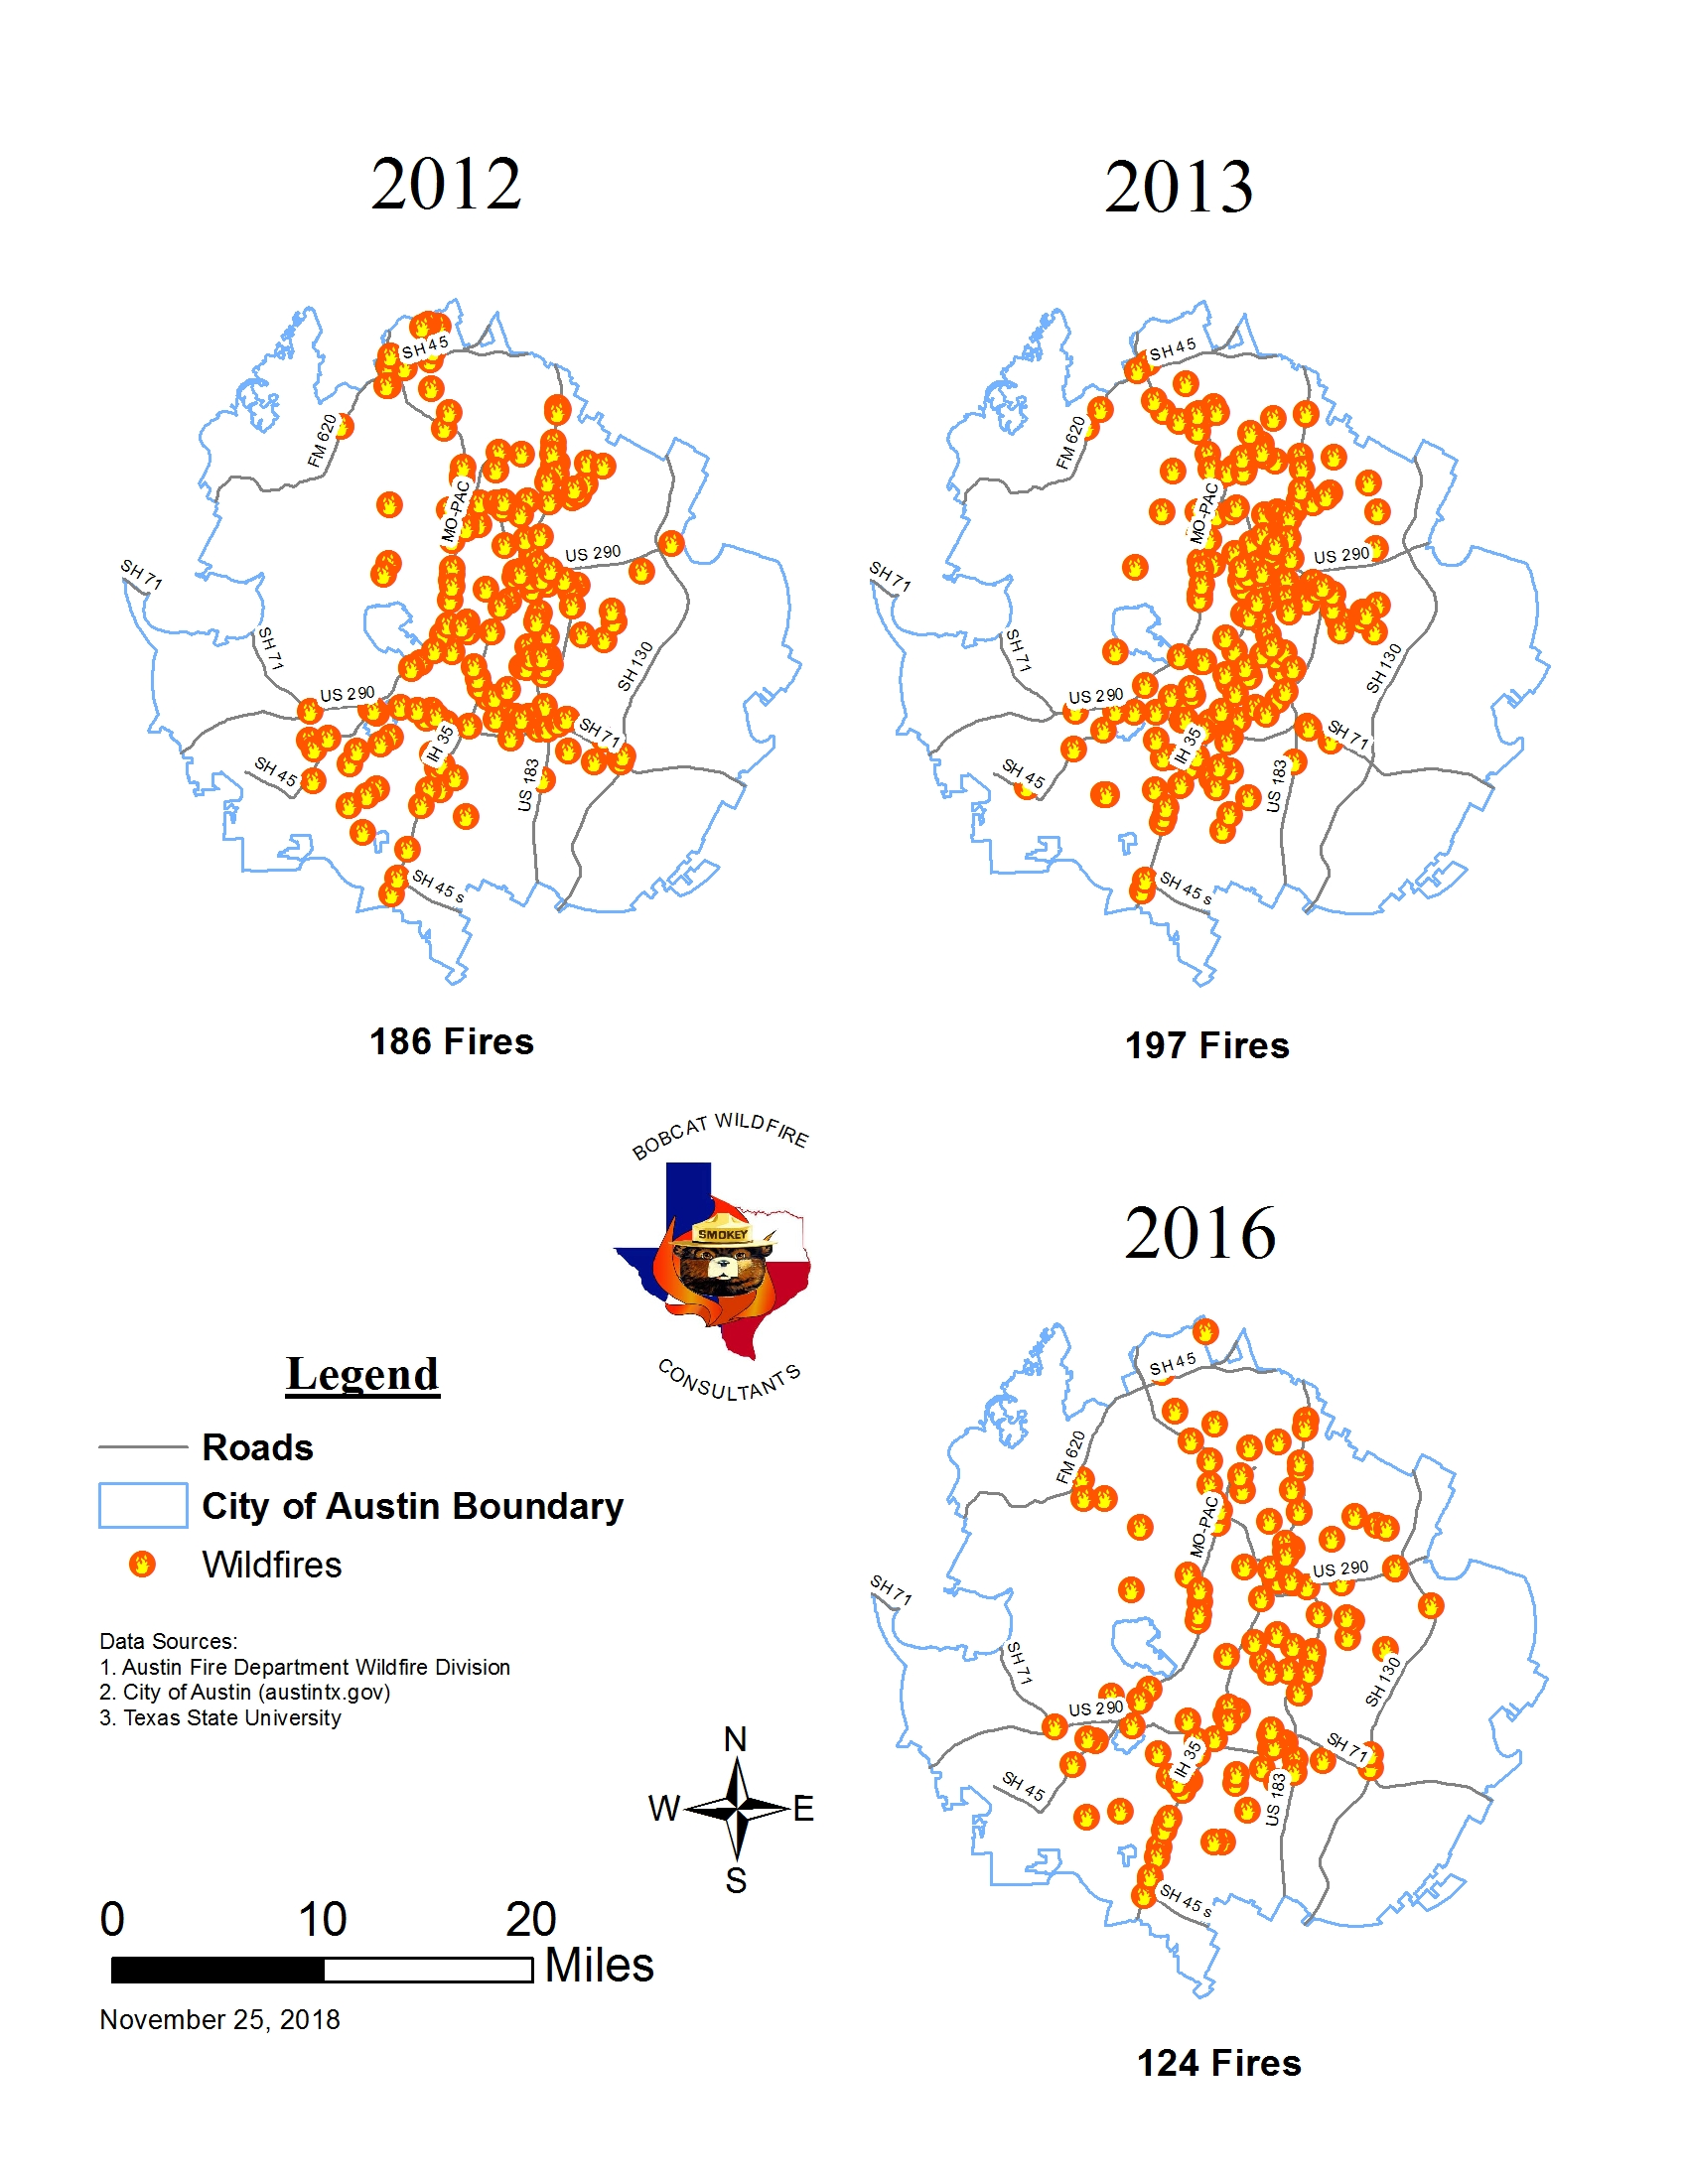 2012
2013
SH 45
FM 620
MO-PAC
US 290
SH 71
SH 71
SH 130
US 290
SH 71
IH 35
SH 45
US 183
SH 45 s
SH 45
FM 620
MO-PAC
US 290
SH 71
SH 71
SH 130
US 290
SH 71
IH 35
SH 45
US 183
SH 45 s
186 Fires
197 Fires
BOBCAT WILDFIRE
SMOKEY
CONSULTANTS
2016
SH 45
FM 620
MO-PAC
US 290
SH 71
SH 71
SH 130
US 290
SH 71
IH 35
SH 45
US 183
SH 45 s
Legend
Roads
City of Austin Boundary
Wildfires
Data Sources:
1. Austin Fire Department Wildfire Division
2. City of Austin (austintx.gov)
3. Texas State University
N
W E
S
0 10 20
Miles
November 25, 2018
124 Fires